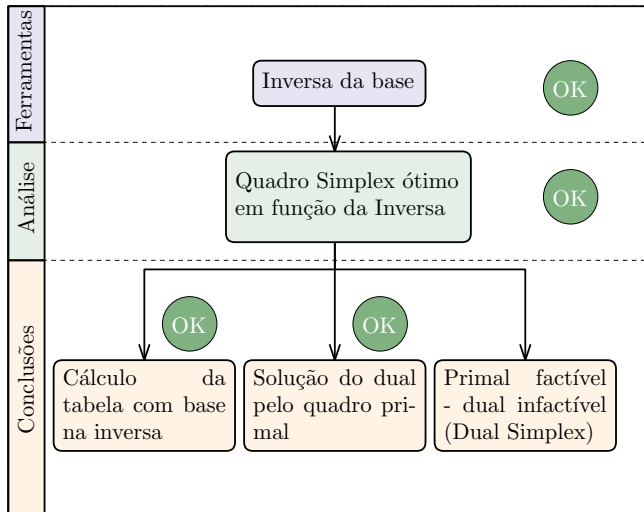 Ferramentas
Inversa da base
OK
Análise
Quadro Simplex ótimo
em função da Inversa
OK
Conclusões
OK
OK
Cálculo da
tabela com base
na inversa
Solução do dual
pelo quadro pri-
mal
Primal factível
- dual infactível
(Dual Simplex)